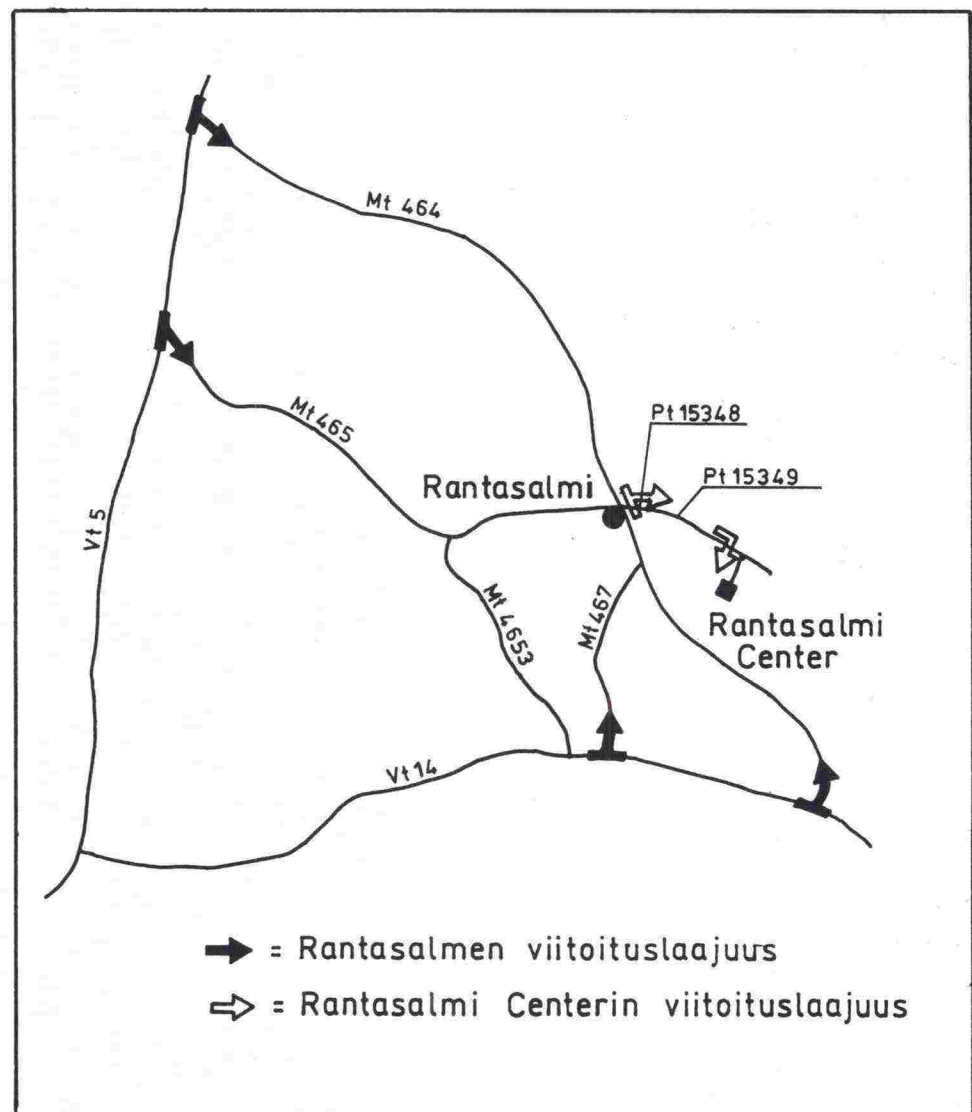 Mt 464
Mt 465
Pt 15348
Rantasalmi
Pt 15349
Vt 5
Mt 4653
Mt 467
Rantasalmi
Center
Vt 14
= Rantasalmen viitoituslaajuus
= Rantasalmi Centerin viitoituslaajuus